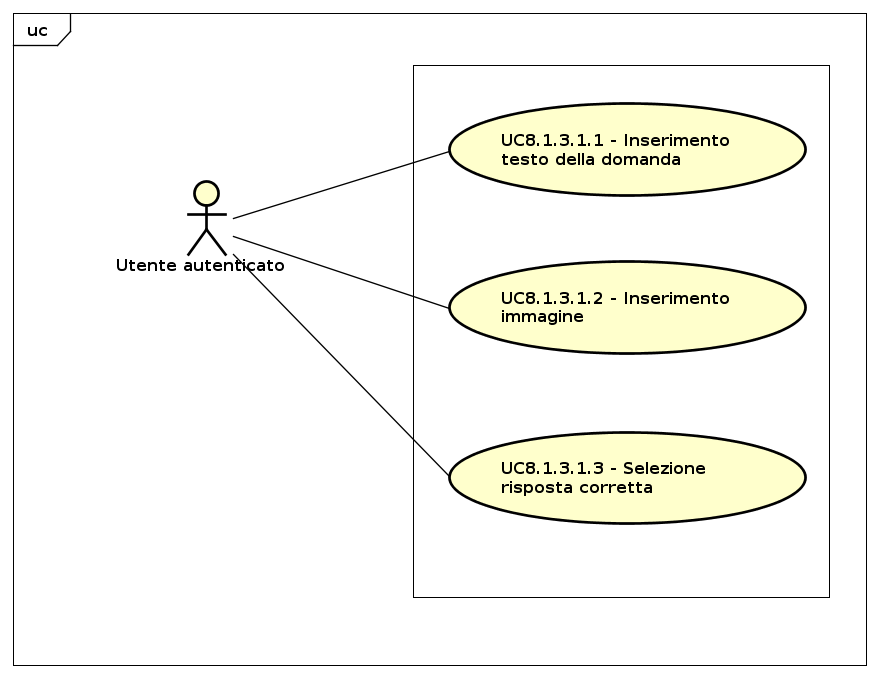 uc
UC8.1.3.1.1 - Inserimento
testo della domanda
Utente autenticato
UC8.1.3.1.2 - Inserimento
immagine
UC8.1.3.1.3 - Selezione
risposta corretta